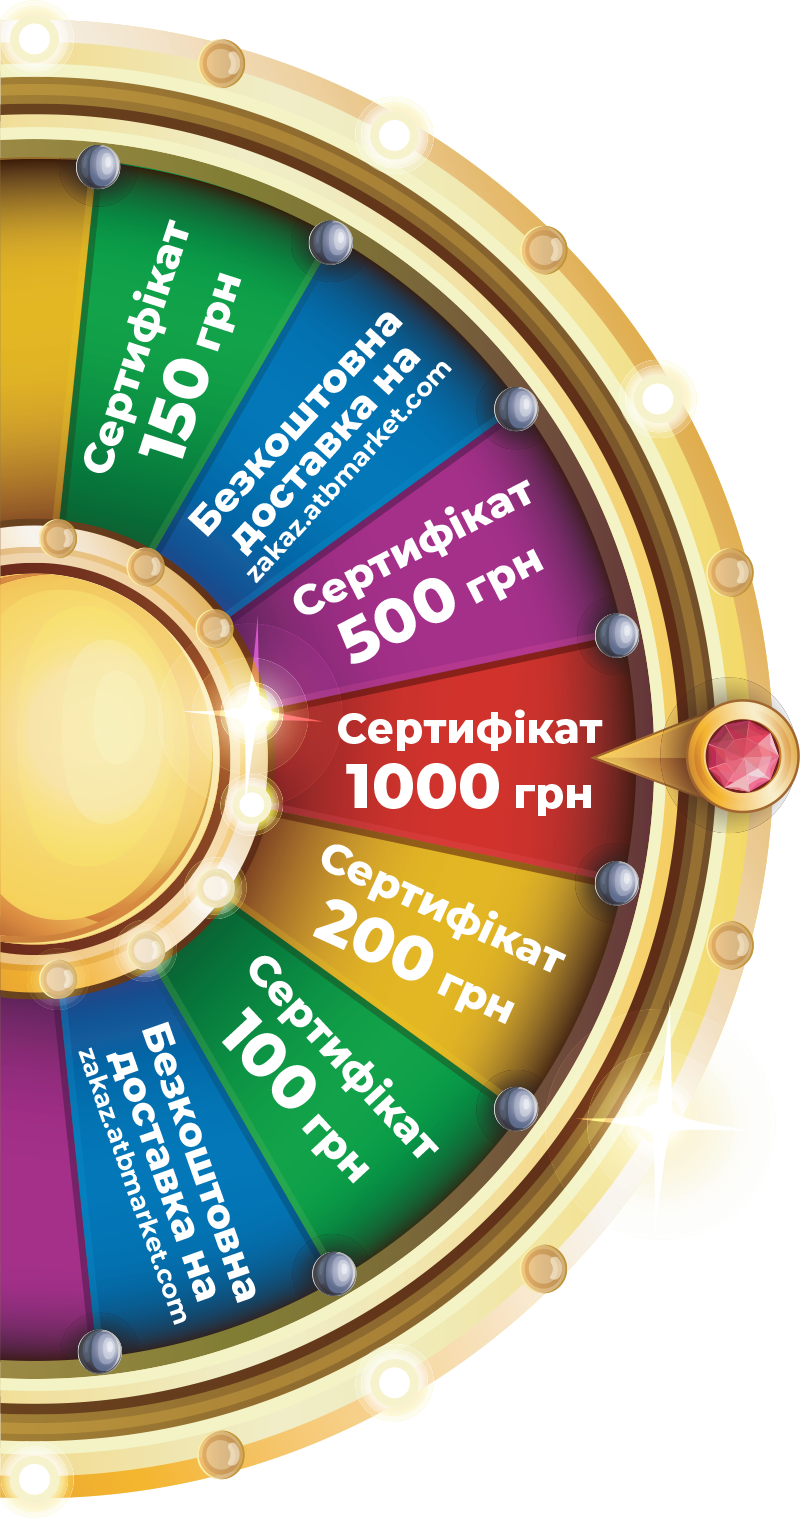 Сертифікат
150 грн
Безкоштовна
доставка на
zakaz.atbmarket.com
Сертифікат
500 грн
Сертифікат
1000 грн
Сертифікат
200 грн
Сертифікат
100 грн
Безкоштовна
доставка на
zakaz.atbmarket.com